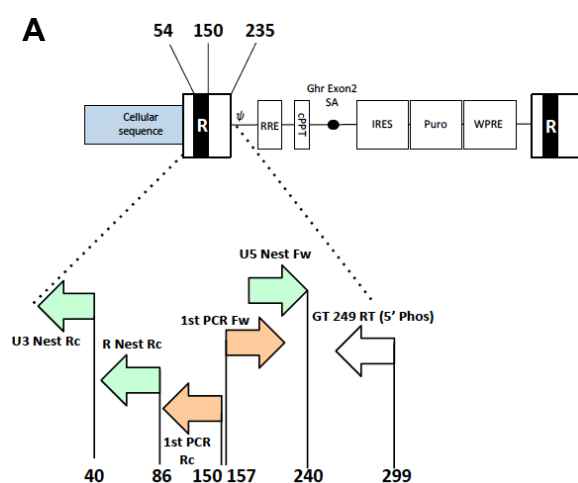 A
54 150 235
Ghr Exon2
SA
Cellular
sequence
R
ψ
RRE
cPPT
IRES
Puro
WPRE
R
U5 Nest Fw
GT 249 RT (5' Phos)
1st PCR Fw
U3 Nest Rc
R Nest Rc
1st PCR
Rc
40 86 150 157 240 299